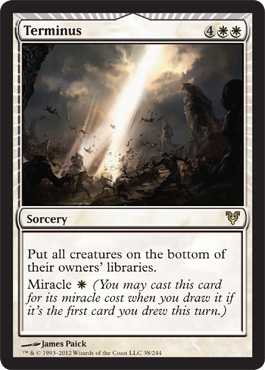 Terminus 4
Sorcery
Put all creatures on the bottom of
their owners' libraries.
Miracle (You may cast this card
for its miracle cost when you draw it if
it's the first card you drew this turn.)
James Paick
™ & © 1993–2012 Wizards of the Coast LLC 38/244